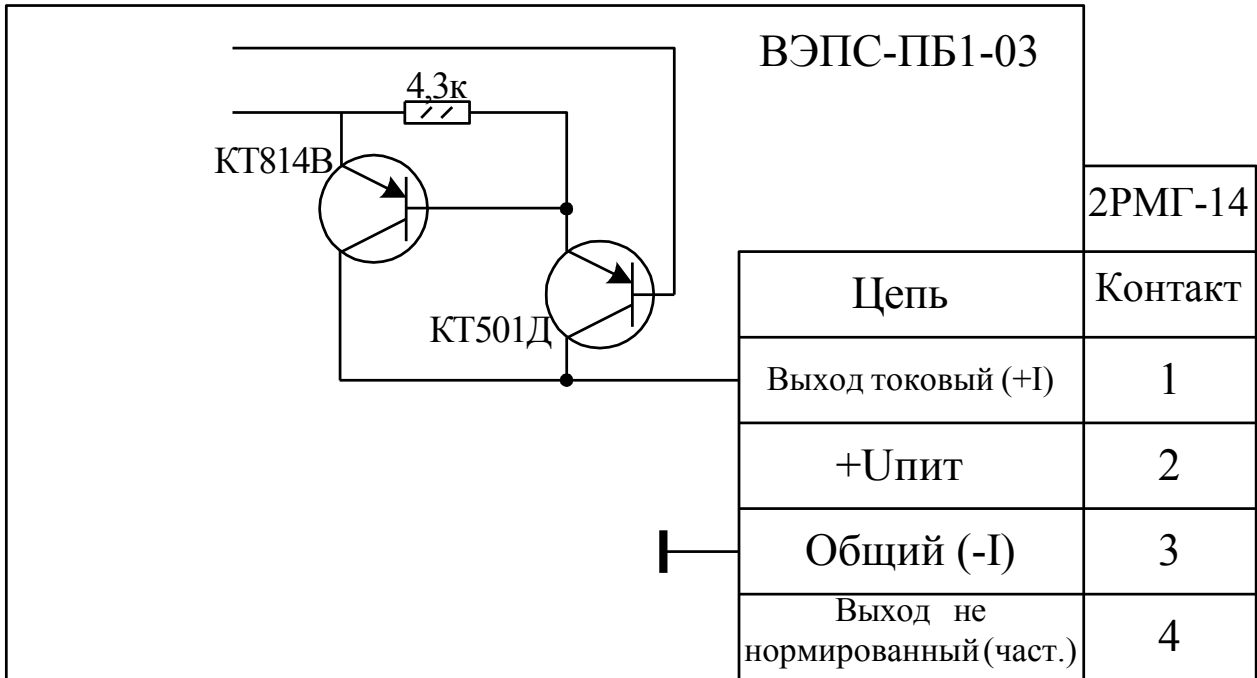 ВЭПС-ПБ1-03
4,3к
КТ814В
2РМГ-14
КТ501Д
Цепь
Контакт
Выход токовый (+I)
1
+Uпит
2
Общий (-I)
3
Выход не
нормированный (част.)
4